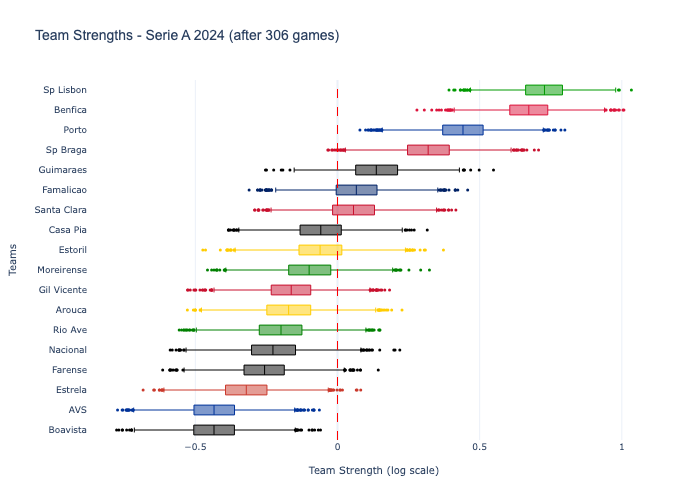 Team Strengths - Serie A 2024 (after 306 games)
Sp Lisbon
Benfica
Porto
Sp Braga
Guimaraes
Famalicao
Santa Clara
Casa Pia
Estoril
Moreirense
Gil Vicente
Arouca
Rio Ave
Nacional
Farense
Estrela
AVS
Boavista
Teams
−0.5 0 0.5 1
Team Strength (log scale)